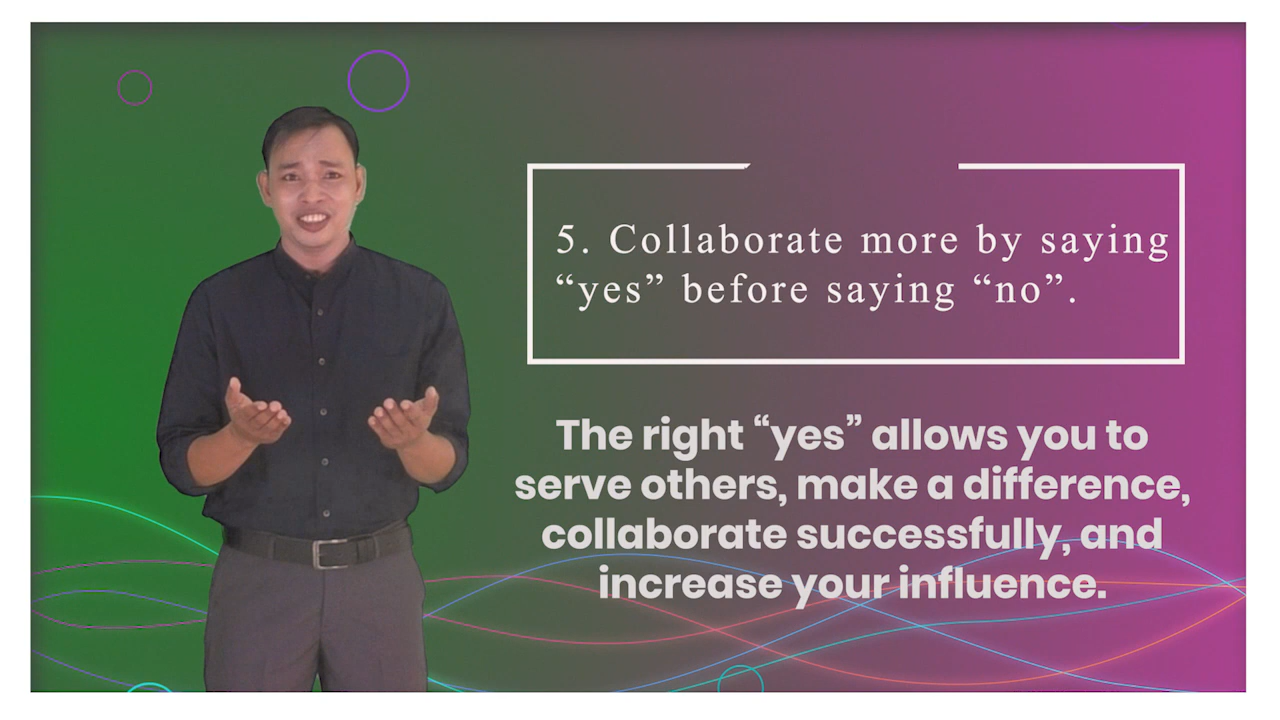 5. Collaborate more by saying
“yes” before saying “no”.
The right “yes” allows you to
serve others, make a difference,
collaborate successfully, and
increase your influence.